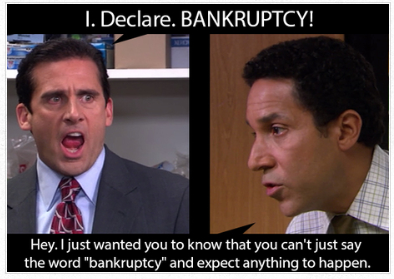 I. Declare. BANKRUPTCY!
Hey. I just wanted you to know that you can't just say
the word "bankruptcy" and expect anything to happen.